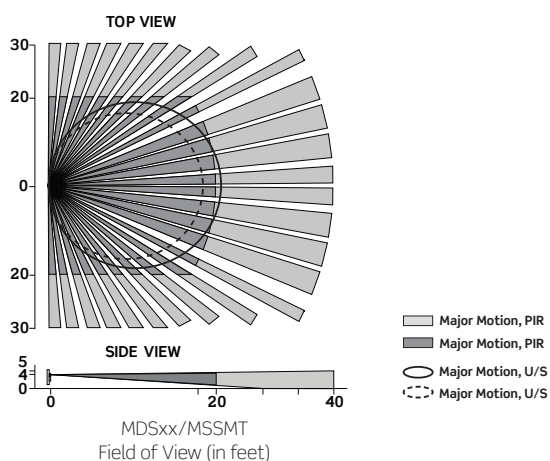 TOP VIEW
30
20
0
20
30
SIDE VIEW
5
4
0
0
20
40
MDSxx/MSSMT
Field of View (in feet)
Major Motion, PIR
Major Motion, PIR
Major Motion, U/S
Major Motion, U/S